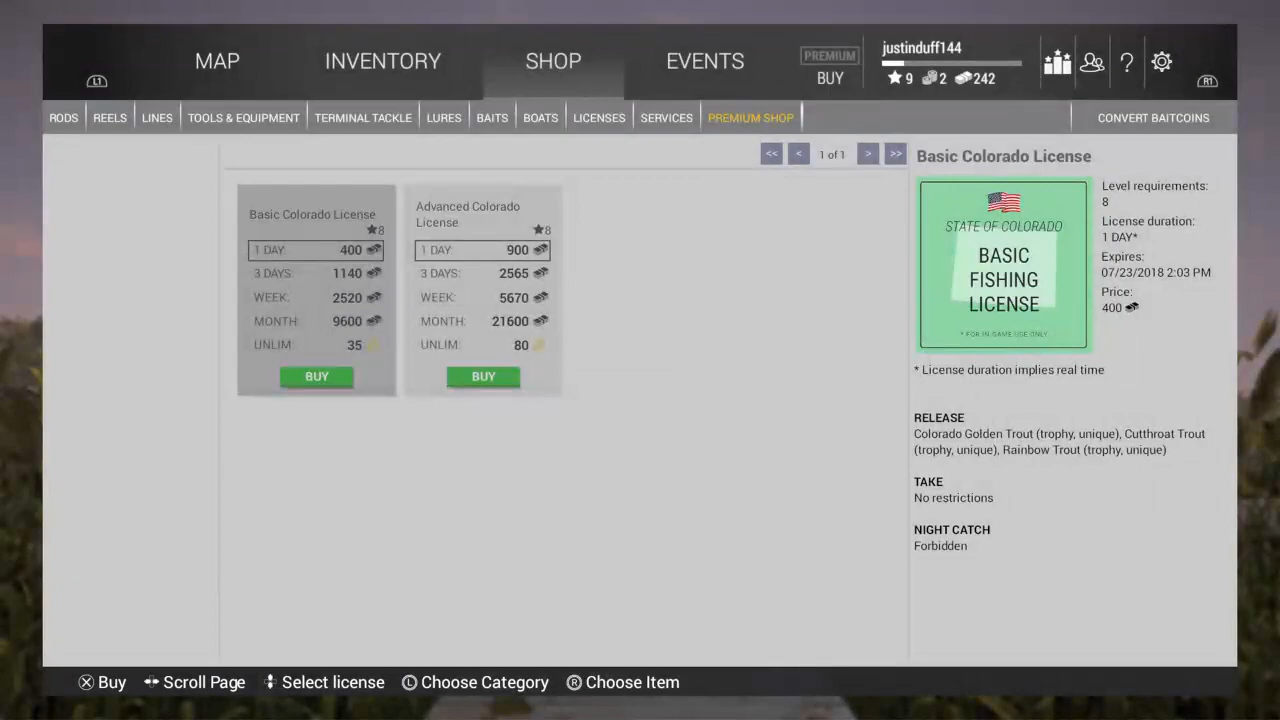 MAP INVENTORY SHOP EVENTS PREMIUM BUY
justinduff144
9 2 242
L1 R1
RODS REELS LINES TOOLS & EQUIPMENT TERMINAL TACKLE LURES BAITS BOATS LICENSES SERVICES PREMIUM SHOP CONVERT BAITCOINS
<< < 1 of 1 > >>
Basic Colorado License
8
1 DAY: 400
3 DAYS: 1140
WEEK: 2520
MONTH: 9600
UNLIM: 35
BUY
Advanced Colorado
License
8
1 DAY: 900
3 DAYS: 2565
WEEK: 5670
MONTH: 21600
UNLIM: 80
BUY
Basic Colorado License
STATE OF COLORADO
BASIC
FISHING
LICENSE
* FOR IN-GAME USE ONLY
Level requirements:
8
License duration:
1 DAY*
Expires:
07/23/2018 2:03 PM
Price:
400
* License duration implies real time
RELEASE
Colorado Golden Trout (trophy, unique), Cutthroat Trout
(trophy, unique), Rainbow Trout (trophy, unique)
TAKE
No restrictions
NIGHT CATCH
Forbidden
Buy Scroll Page Select license L Choose Category R Choose Item